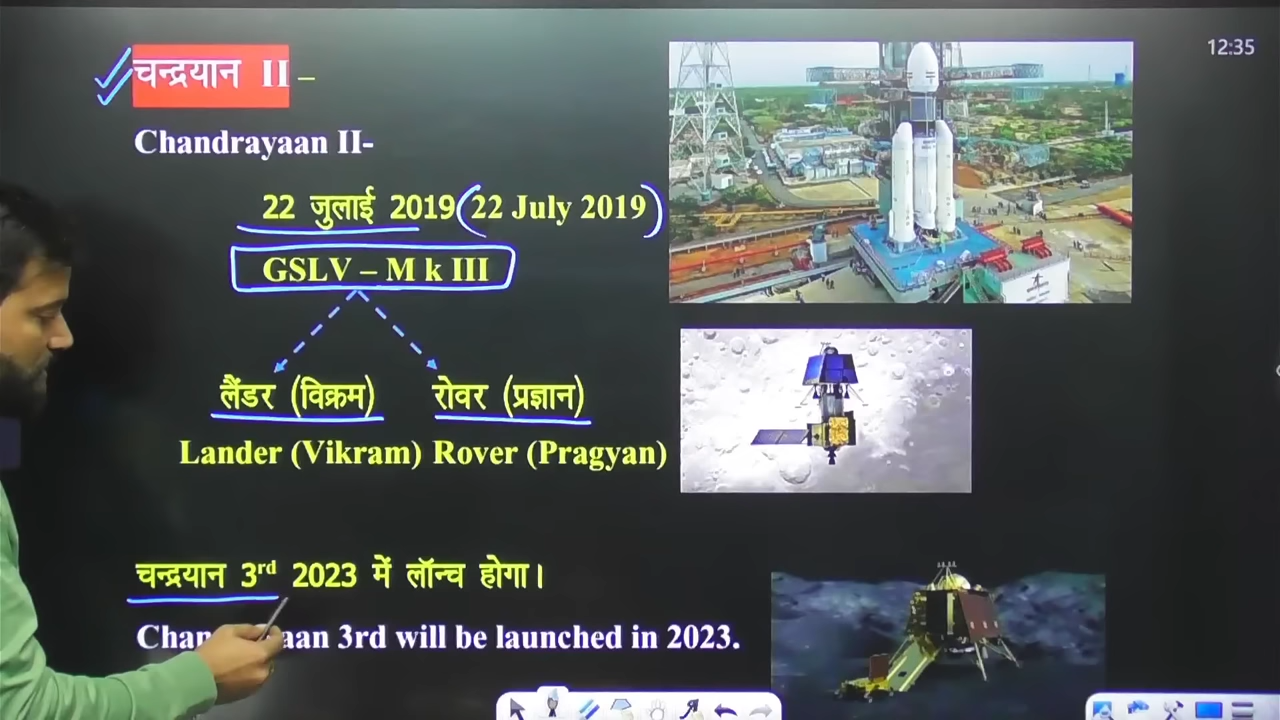 चन्द्रयान II –
Chandrayaan II-
22 जुलाई 2019(22 July 2019)
GSLV – M k III
लैंडर (विक्रम) रोवर (प्रज्ञान)
Lander (Vikram) Rover (Pragyan)
चन्द्रयान 3rd 2023 में लॉन्च होगा।
3rd will be launched in 2023.
12:35